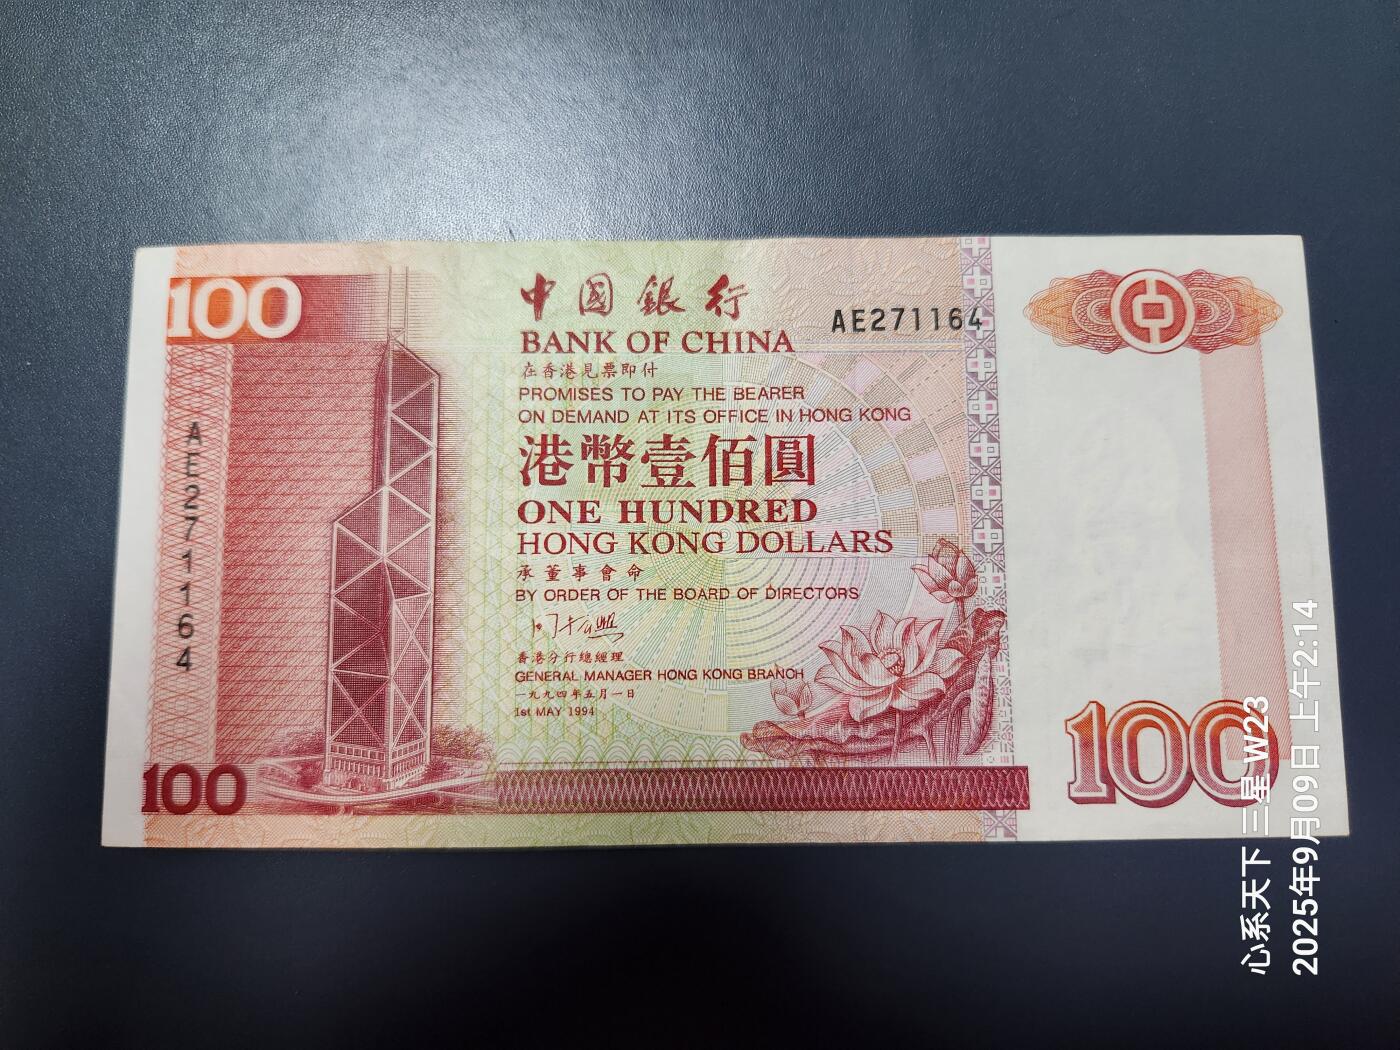 100
中國銀行
BANK OF CHINA
AE271164
在香港見票即付
PROMISES TO PAY THE BEARER
ON DEMAND AT ITS OFFICE IN HONG KONG
港幣壹佰圓
ONE HUNDRED
HONG KONG DOLLARS
承董事會命
BY ORDER OF THE BOARD OF DIRECTORS
香港分行總經理
GENERAL MANAGER HONG KONG BRANCH
一九九四年五月一日
1st MAY 1994
AE271164
100
100
心系天下三星 W23
2025年9月09日 上午2:14